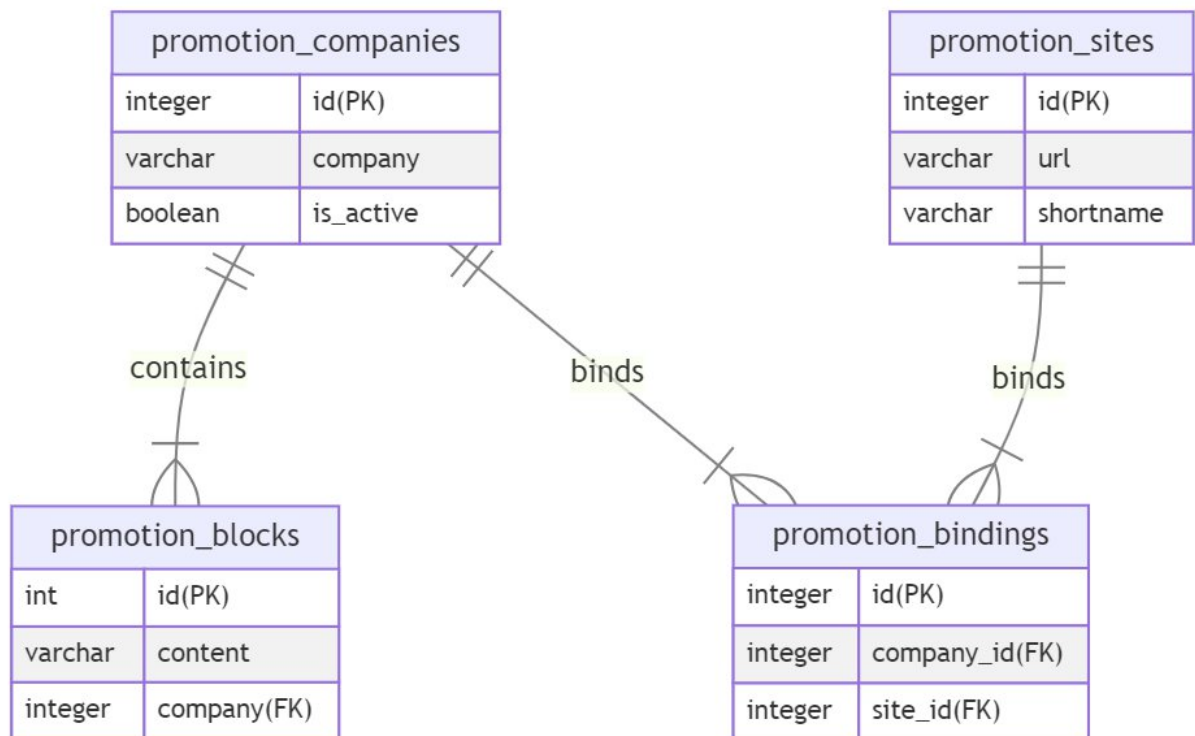 promotion_companies
integer id(PK)
varchar company
boolean is_active
promotion_sites
integer id(PK)
varchar url
varchar shortname
contains
binds
binds
promotion_blocks
int id(PK)
varchar content
integer company(FK)
promotion_bindings
integer id(PK)
integer company_id(FK)
integer site_id(FK)